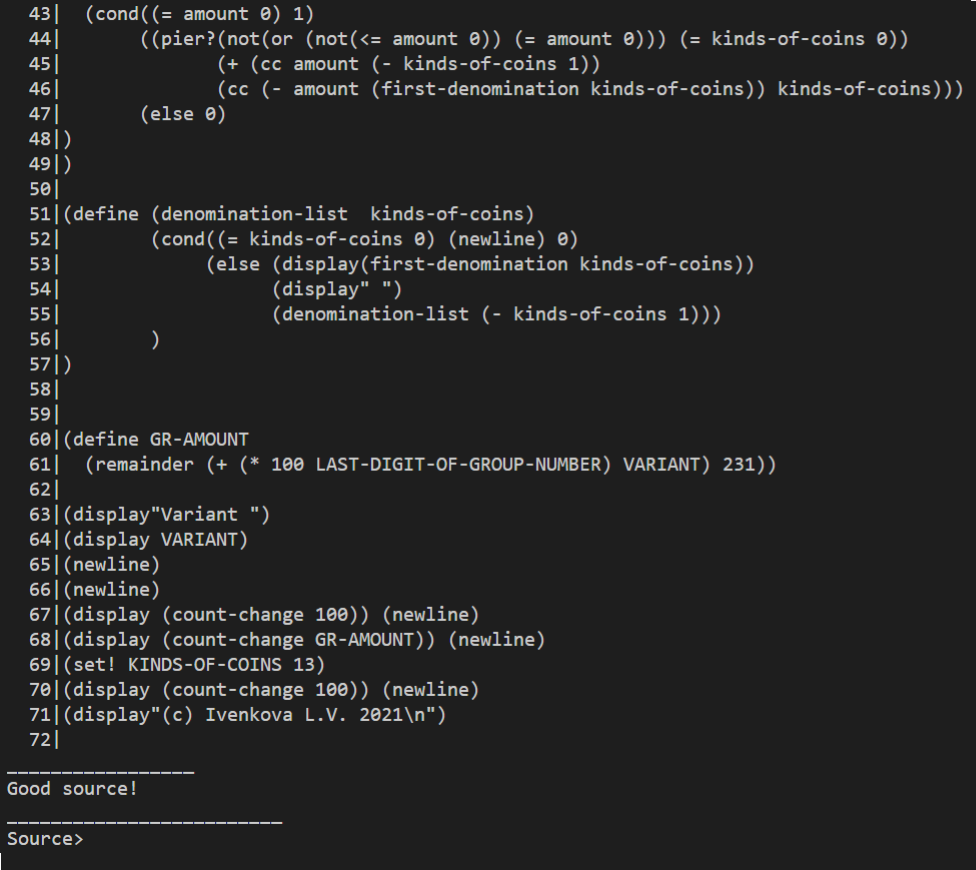 43|  (cond((= amount 0) 1)
44|       ((pier?(not(or (not(<= amount 0)) (= amount 0))) (= kinds-of-coins 0))
45|              (+ (cc amount (- kinds-of-coins 1))
46|              (cc (- amount (first-denomination kinds-of-coins)) kinds-of-coins)))
47|       (else 0)
48|)
49|)
50|
51|(define (denomination-list  kinds-of-coins)
52|        (cond((= kinds-of-coins 0) (newline) 0)
53|             (else (display(first-denomination kinds-of-coins))
54|                   (display" ")
55|                   (denomination-list (- kinds-of-coins 1)))
56|        )
57|)
58|
59|
60|(define GR-AMOUNT
61|  (remainder (+ (* 100 LAST-DIGIT-OF-GROUP-NUMBER) VARIANT) 231))
62|
63|(display"Variant ")
64|(display VARIANT)
65|(newline)
66|(newline)
67|(display (count-change 100)) (newline)
68|(display (count-change GR-AMOUNT)) (newline)
69|(set! KINDS-OF-COINS 13)
70|(display (count-change 100)) (newline)
71|(display"(c) Ivenkova L.V. 2021\n")
72|
_________________
Good source!
_________________________
Source>